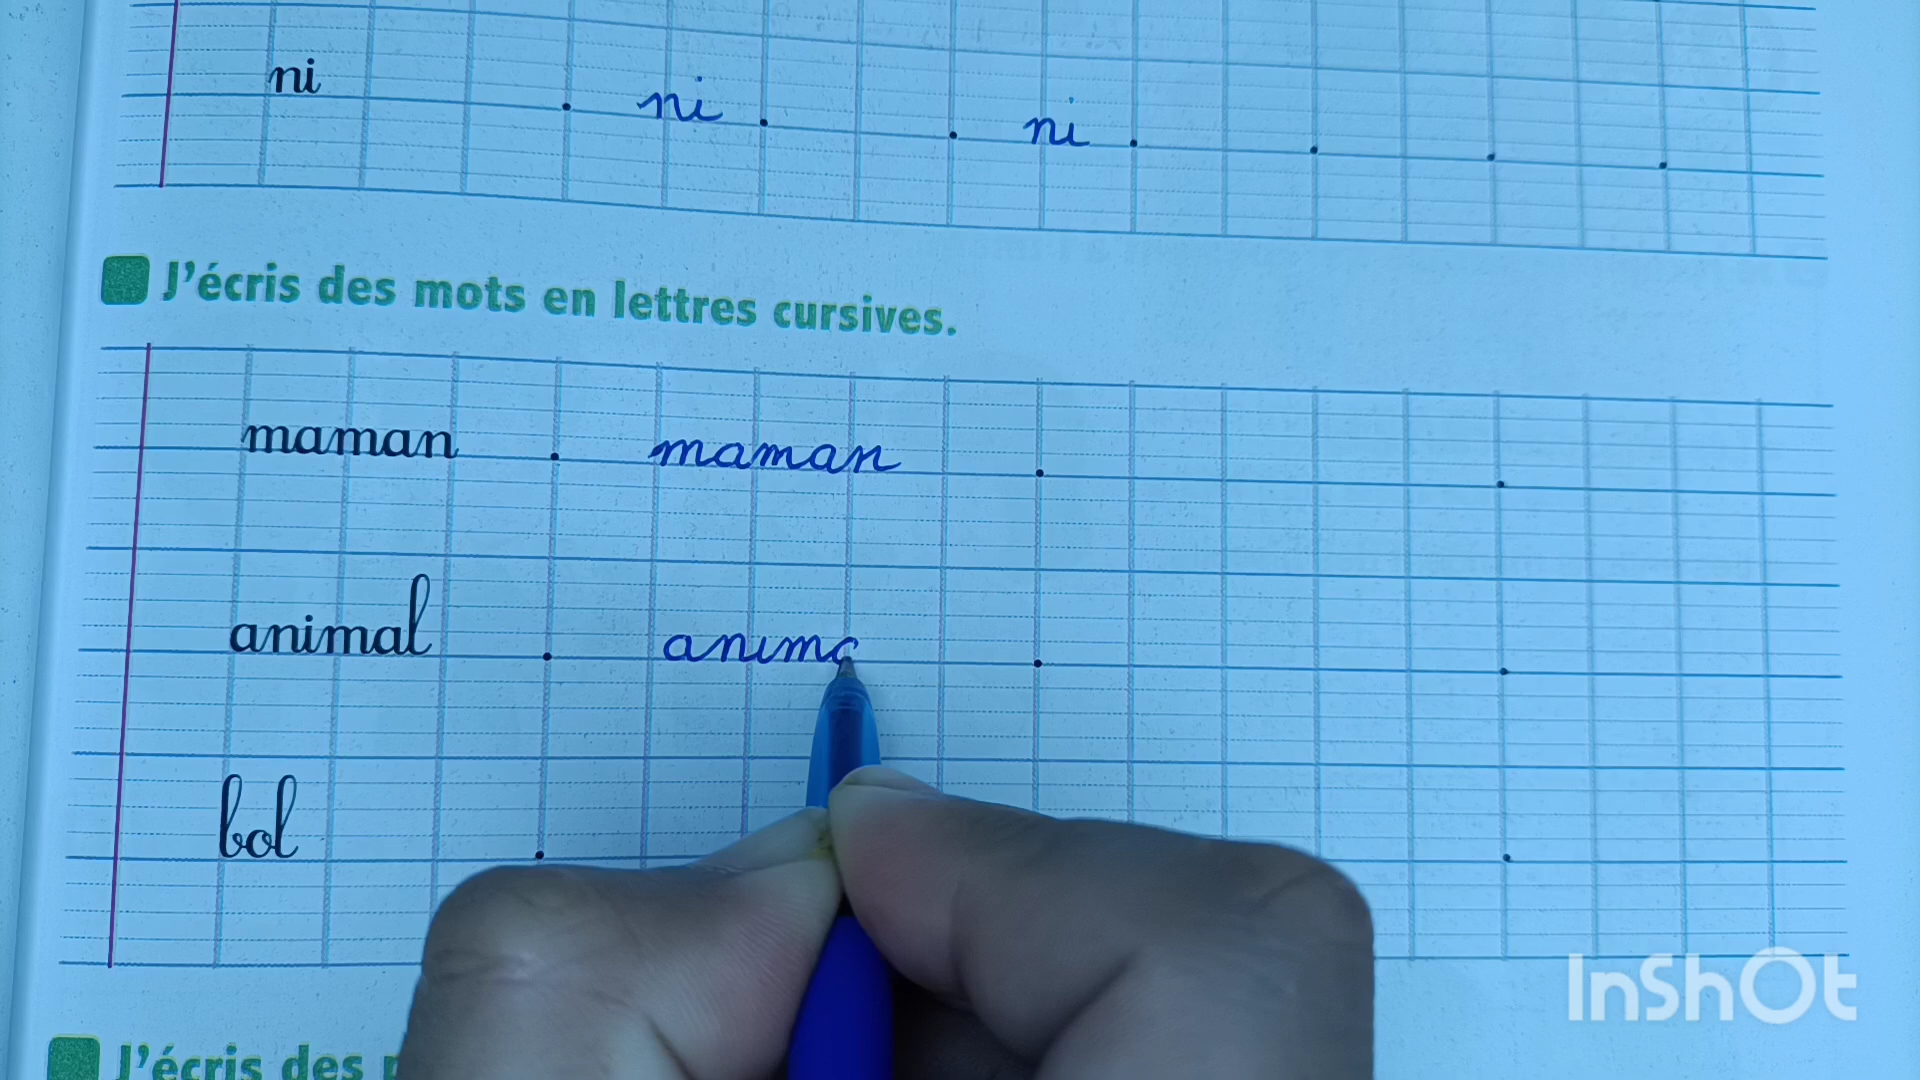 ni . ni . . ni . . . .
J'écris des mots en lettres cursives.
maman . maman . .
animal . anima . .
bol . .
J'écris des
InShOt